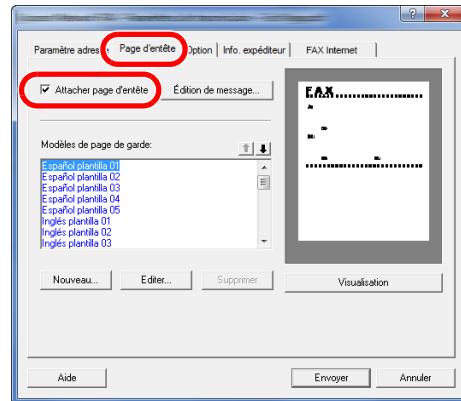 Paramètre adresse Page d'entête Option Info. expéditeur FAX Internet
Attacher page d'entête Édition de message...
FAX
Modèles de page de garde:
Español plantilla 01
Español plantilla 02
Español plantilla 03
Español plantilla 04
Español plantilla 05
Inglés plantilla 01
Inglés plantilla 02
Inglés plantilla 03
Nouveau... Editer... Supprimer Visualisation
Aide Envoyer Annuler